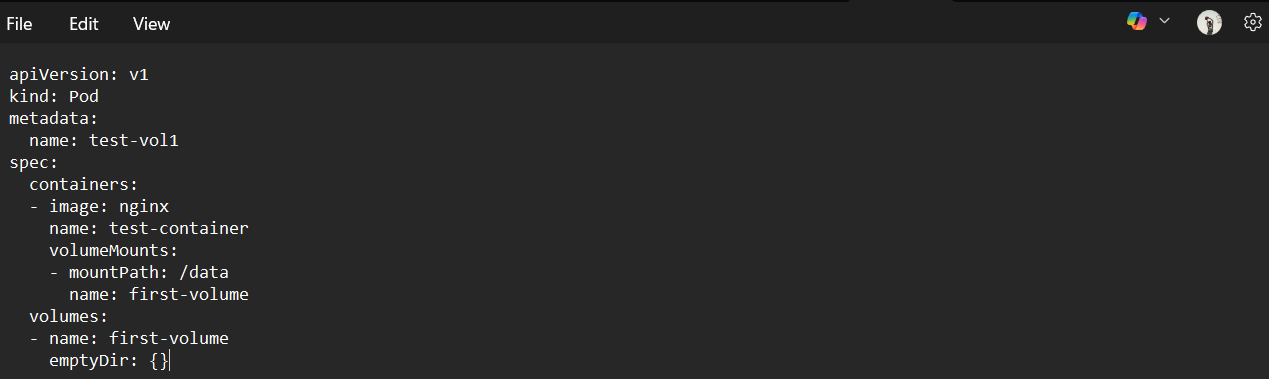 File Edit View
apiVersion: v1
kind: Pod
metadata:
  name: test-vol1
spec:
  containers:
  - image: nginx
    name: test-container
    volumeMounts:
    - mountPath: /data
      name: first-volume
  volumes:
  - name: first-volume
    emptyDir: {}